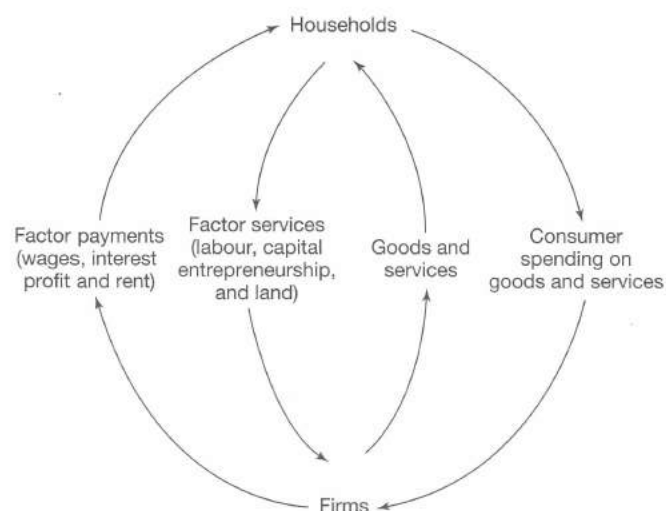 Households
Factor payments
(wages, interest
profit and rent)
Factor services
(labour, capital
entrepreneurship,
and land)
Goods and
services
Consumer
spending on
goods and services
Firms